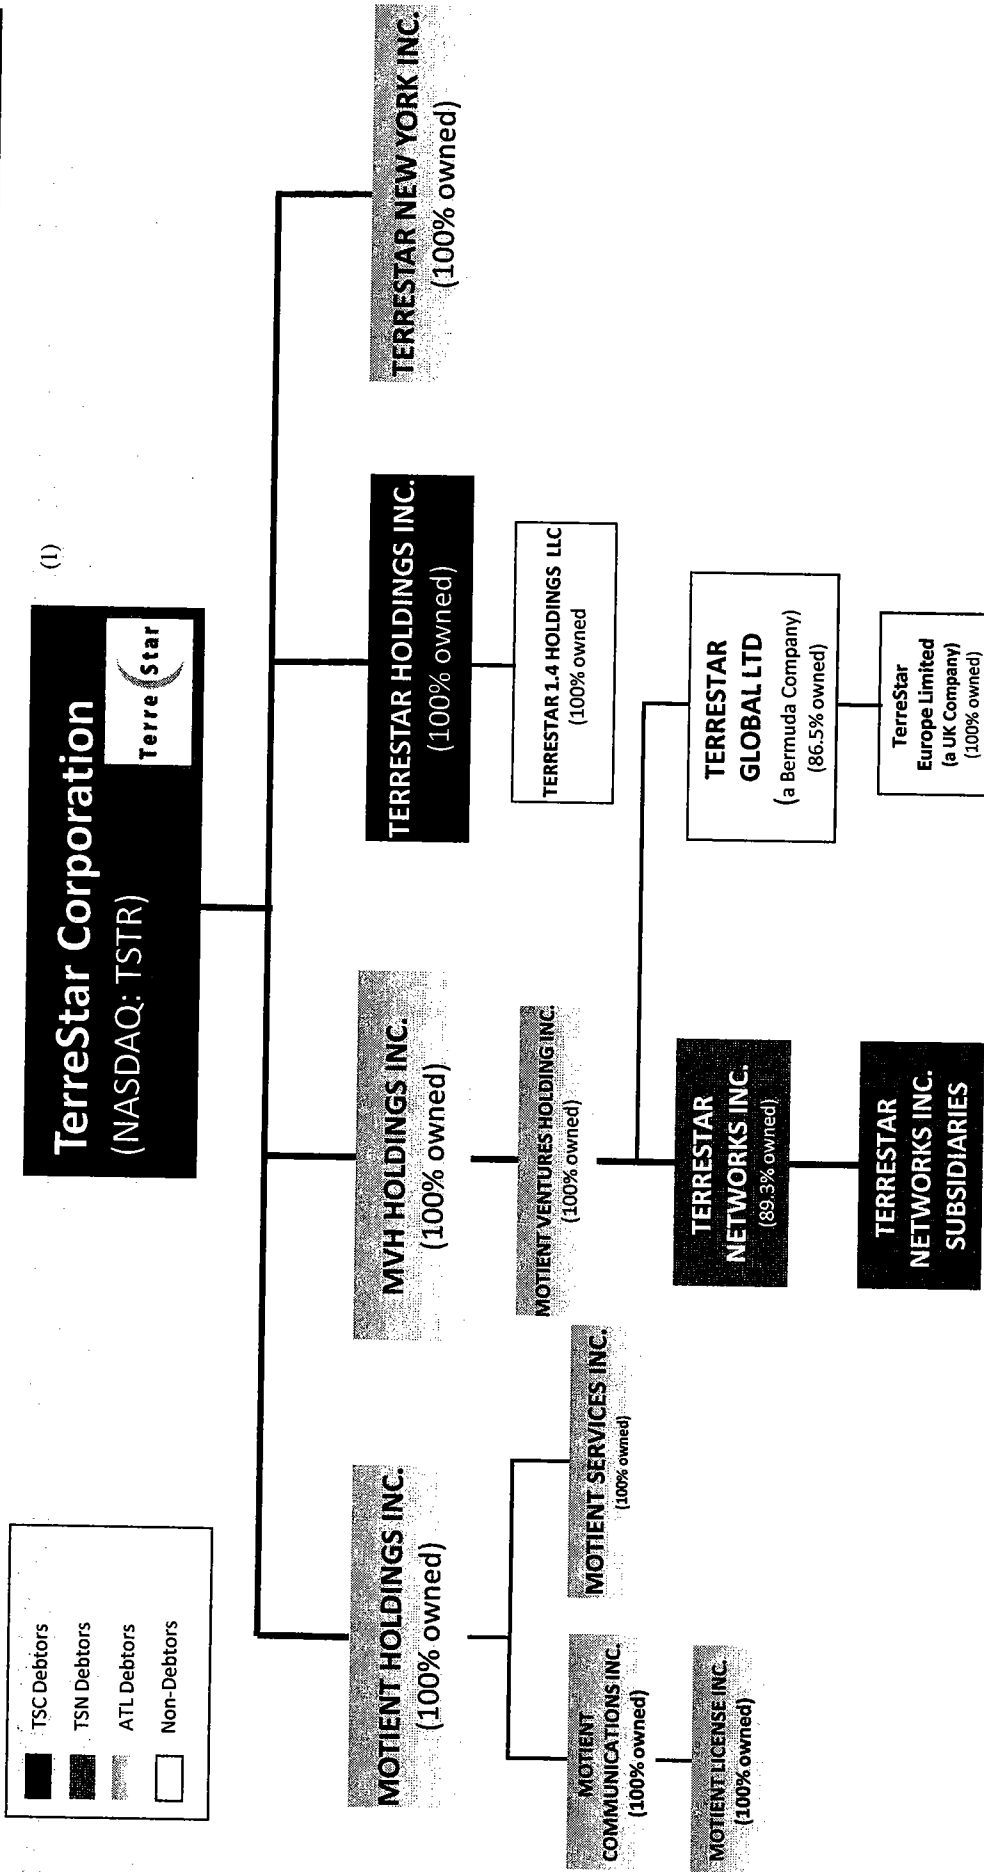 TSC Debtors
TSN Debtors
ATL Debtors
Non-Debtors
TerreStar Corporation
(NASDAQ: TSTR)
Terre Star
(1)
MOTIENT HOLDINGS INC.
(100% owned)
MVH HOLDINGS INC.
(100% owned)
TERRESTAR HOLDINGS INC.
(100% owned)
TERRESTAR NEW YORK INC.
(100% owned)
MOTIENT
COMMUNICATIONS INC.
(100% owned)
MOTIENT SERVICES INC.
(100% owned)
MOTIENT LICENSE INC.
(100% owned)
MOTIENT VENTURES HOLDING INC.
(100% owned)
TERRESTAR 1.4 HOLDINGS LLC
(100% owned
TERRESTAR
NETWORKS INC.
(89.3% owned)
TERRESTAR
GLOBAL LTD
(a Bermuda Company)
(86.5% owned)
TERRESTAR
NETWORKS INC.
SUBSIDIARIES
TerreStar
Europe Limited
(a UK Company)
(100% owned)